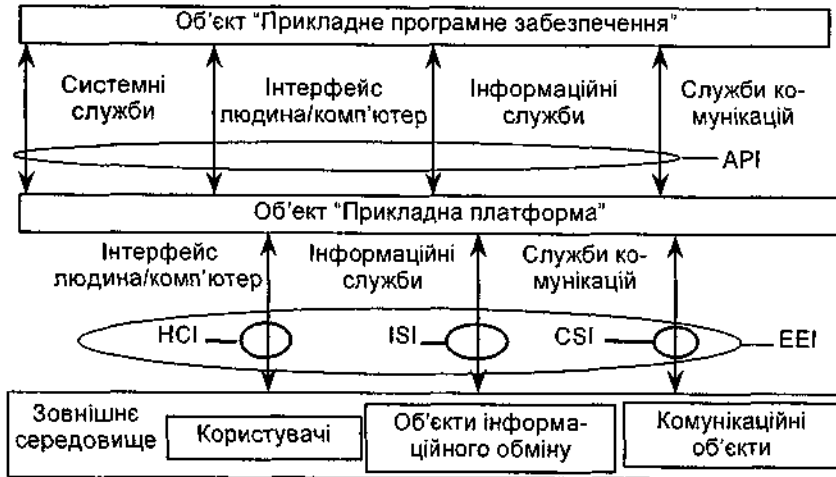 Об'єкт "Прикладне програмне забезпечення"
Системні
служби
Інтерфейс
людина/комп'ютер
Інформаційні
служби
Служби ко-
мунікацій
API
Об'єкт "Прикладна платформа"
Інтерфейс
людина/комп'ютер
Інформаційні
служби
Служби ко-
мунікацій
HCI
ISI
CSI
EEI
Зовнішнє
середовище
Користувачі
Об'єкти інформа-
ційного обміну
Комунікаційні
об'єкти